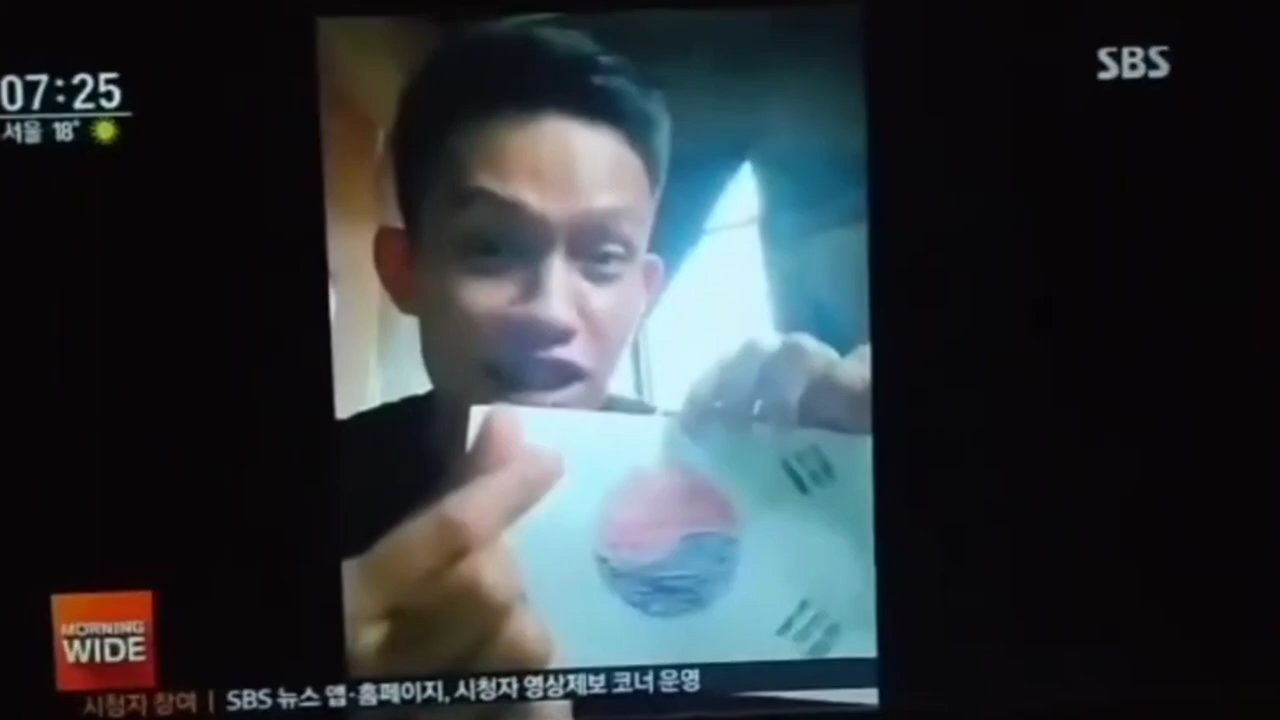 07:25
서울 18°
SBS
MORNING
WIDE
시청자 참여 | SBS 뉴스 앱·홈페이지, 시청자 영상제보 코너 운영